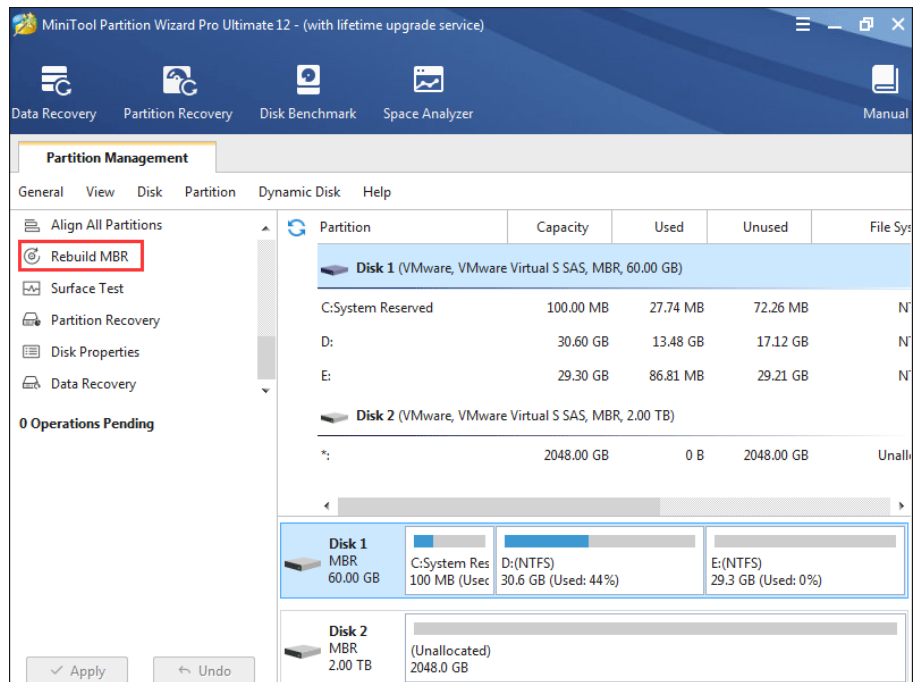 MiniTool Partition Wizard Pro Ultimate 12 - (with lifetime upgrade service)
Data Recovery Partition Recovery Disk Benchmark Space Analyzer Manual
Partition Management
General View Disk Partition Dynamic Disk Help
Align All Partitions
Rebuild MBR
Surface Test
Partition Recovery
Disk Properties
Data Recovery
0 Operations Pending
Apply Undo
Partition Capacity Used Unused File Sys
Disk 1 (VMware, VMware Virtual S SAS, MBR, 60.00 GB)
C:System Reserved 100.00 MB 27.74 MB 72.26 MB NT
D: 30.60 GB 13.48 GB 17.12 GB NT
E: 29.30 GB 86.81 MB 29.21 GB NT
Disk 2 (VMware, VMware Virtual S SAS, MBR, 2.00 TB)
*: 2048.00 GB 0 B 2048.00 GB Unallo
Disk 1
MBR
60.00 GB
C:System Res
100 MB (Used
D:(NTFS)
30.6 GB (Used: 44%)
E:(NTFS)
29.3 GB (Used: 0%)
Disk 2
MBR
2.00 TB
(Unallocated)
2048.0 GB